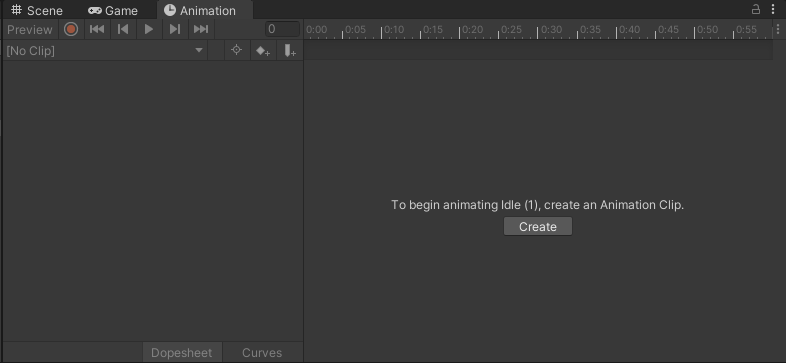 Scene Game Animation
Preview 0 0:00 0:05 0:10 0:15 0:20 0:25 0:30 0:35 0:40 0:45 0:50 0:55
[No Clip]
To begin animating Idle (1), create an Animation Clip.
Create
Dopesheet Curves